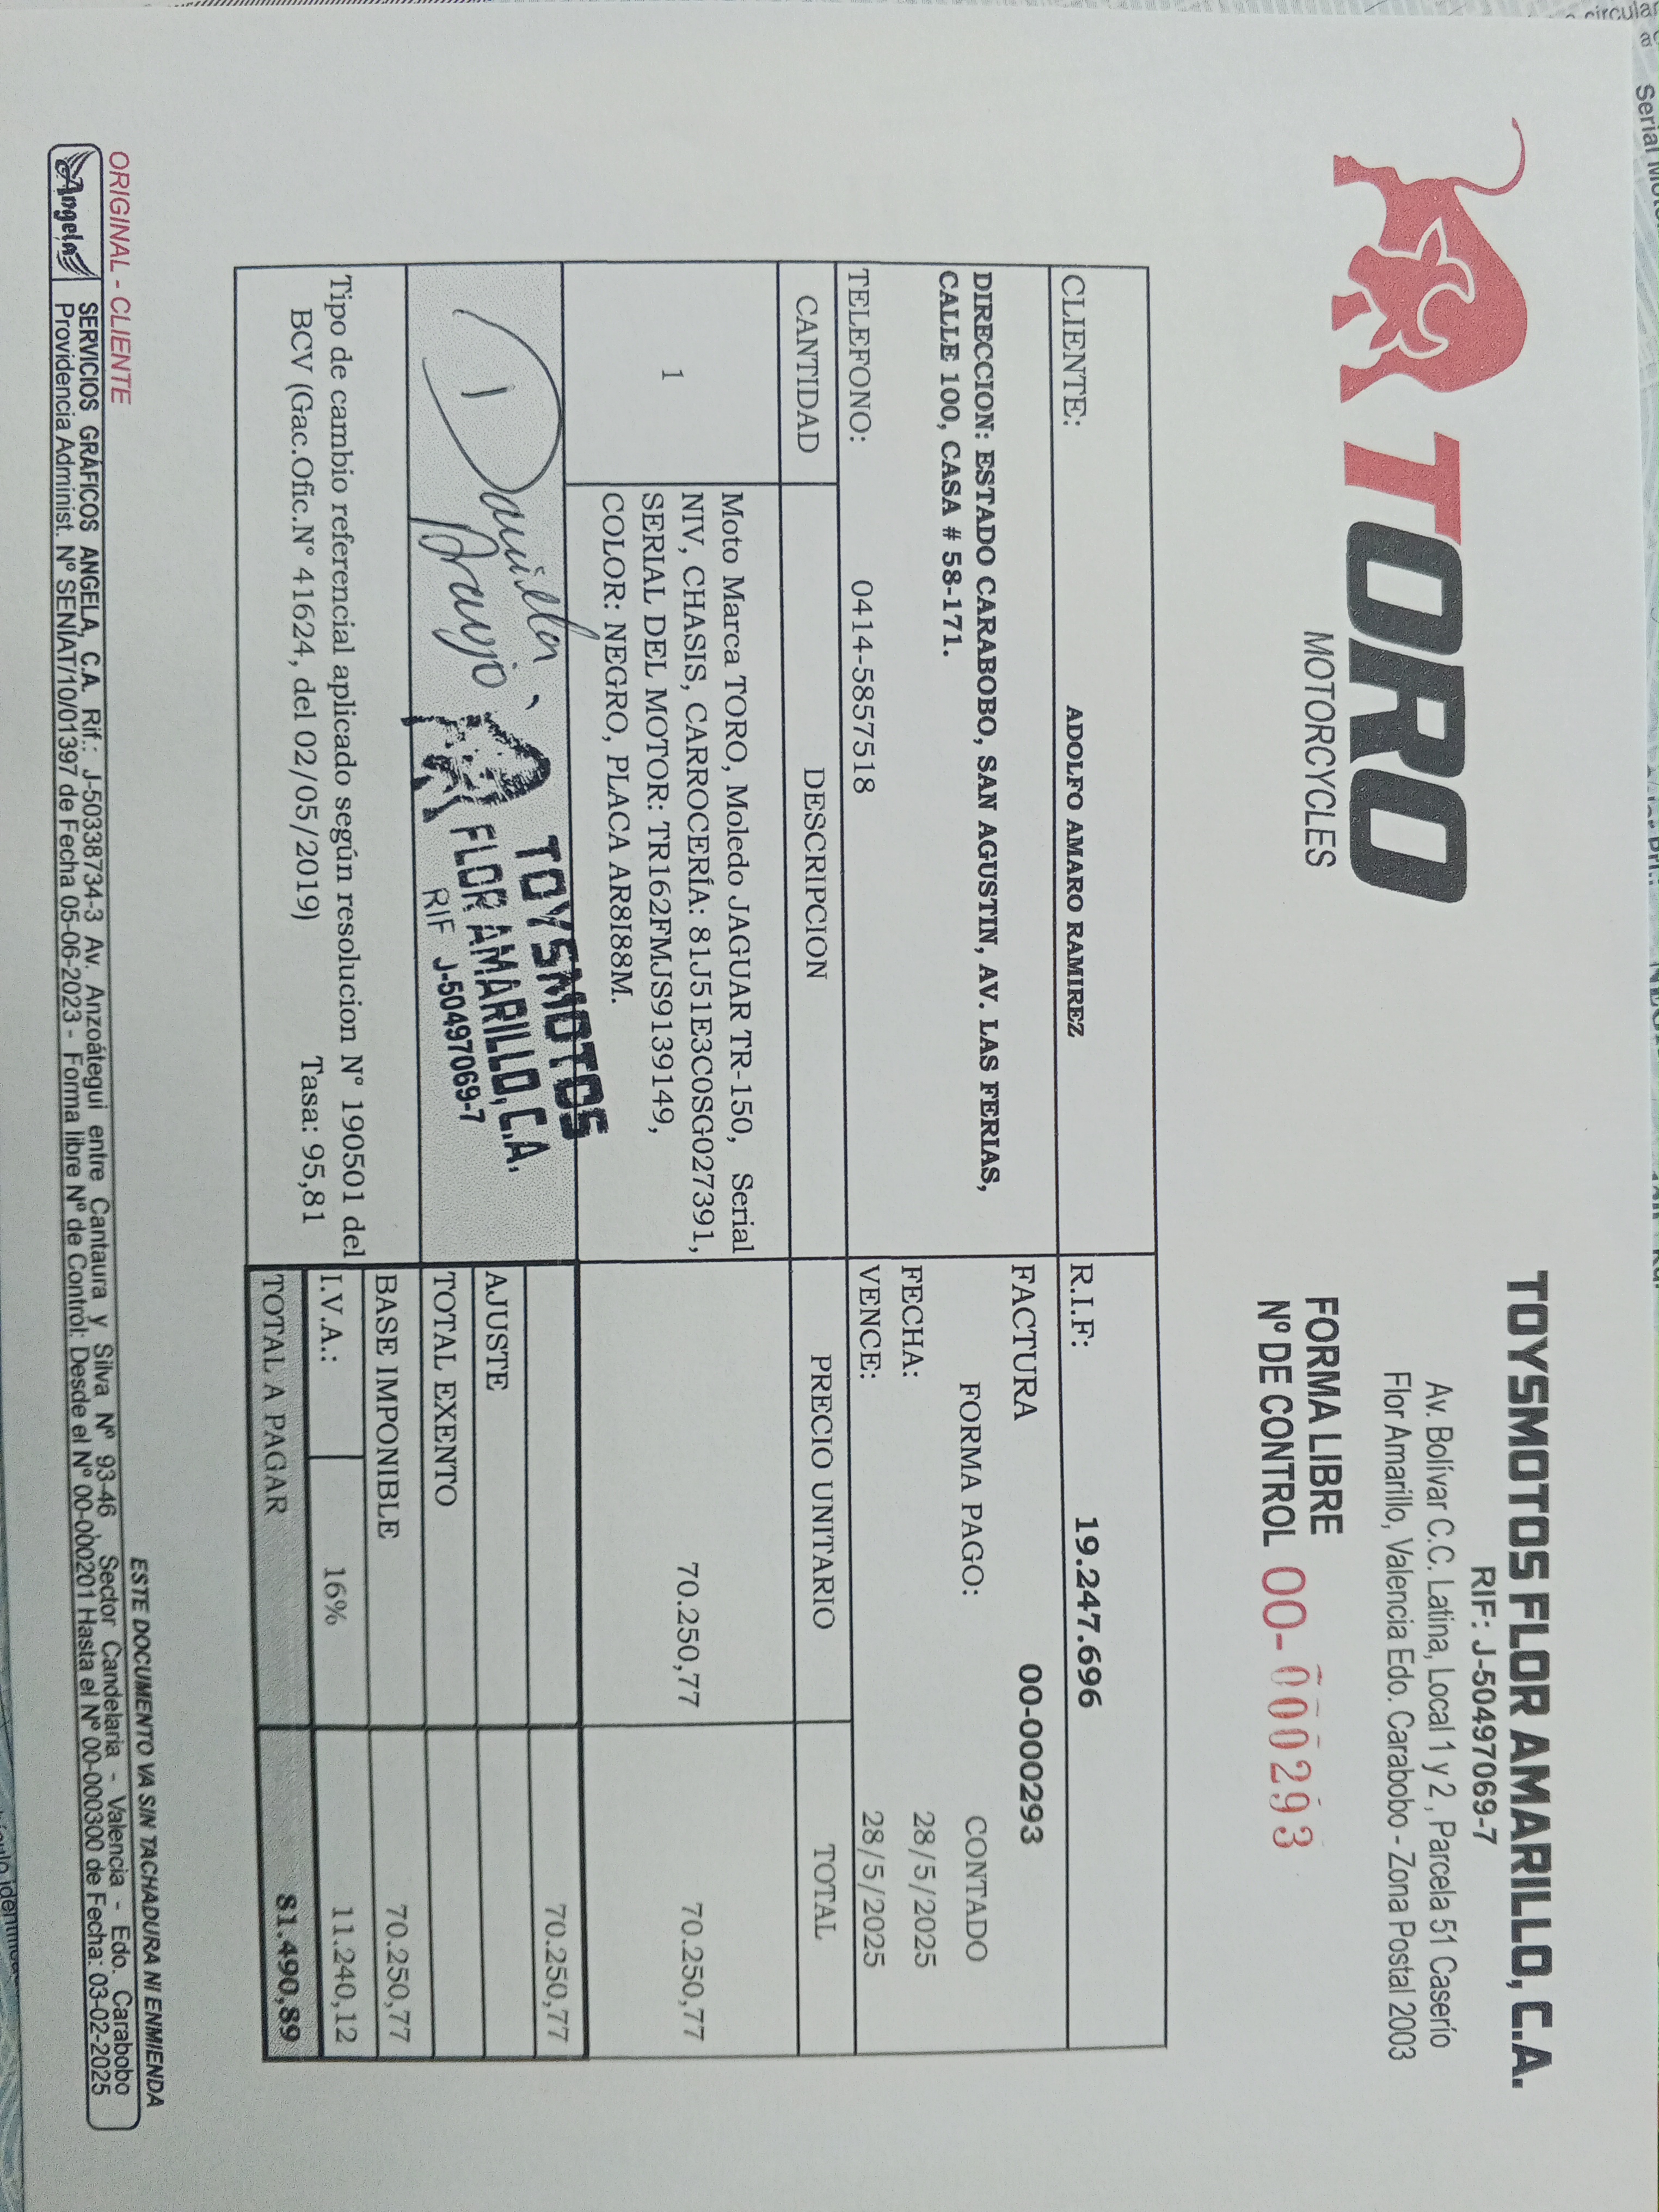 TORO
MOTORCYCLES
TOYSMOTOS FLOR AMARILLO, C.A.
RIF: J-50497069-7
Av. Bolívar C.C. Latina, Local 1 y 2 , Parcela 51 Caserío
Flor Amarillo, Valencia Edo. Carabobo - Zona Postal 2003
FORMA LIBRE
Nº DE CONTROL 00-000293
CLIENTE: ADOLFO AMARO RAMIREZ
R.I.F: 19.247.696
DIRECCION: ESTADO CARABOBO, SAN AGUSTIN, AV. LAS FERIAS,
CALLE 100, CASA # 58-171.
FACTURA 00-000293
FORMA PAGO: CONTADO
FECHA: 28/5/2025
TELEFONO: 0414-5857518
VENCE: 28/5/2025
CANTIDAD DESCRIPCION PRECIO UNITARIO TOTAL
Moto Marca TORO, Moledo JAGUAR TR-150, Serial
1 NIV, CHASIS, CARROCERÍA: 81J51E3C0SG027391, 70.250,77 70.250,77
SERIAL DEL MOTOR: TR162FMJS9139149,
COLOR: NEGRO, PLACA AR8I88M.
70.250,77
Daniela
Araujo
TOYSMOTOS
FLOR AMARILLO, C.A.
RIF J-50497069-7
AJUSTE
TOTAL EXENTO
BASE IMPONIBLE 70.250,77
Tipo de cambio referencial aplicado según resolucion N° 190501 del
BCV (Gac.Ofic.N° 41624, del 02/05/2019) Tasa: 95,81
I.V.A.: 16% 11.240,12
TOTAL A PAGAR 81.490,89
ORIGINAL - CLIENTE
ESTE DOCUMENTO VA SIN TACHADURA NI ENMIENDA
Angela
SERVICIOS GRÁFICOS ANGELA, C.A. Rif.: J-50338734-3 Av. Anzoátegui entre Cantaura y Silva Nº 93-46 , Sector Candelaria - Valencia - Edo. Carabobo
Providencia Administ. Nº SENIAT/10/01397 de Fecha 05-06-2023 - Foma libre Nº de Control: Desde el Nº 00-000201 Hasta el Nº 00-000300 de Fecha: 03-02-2025